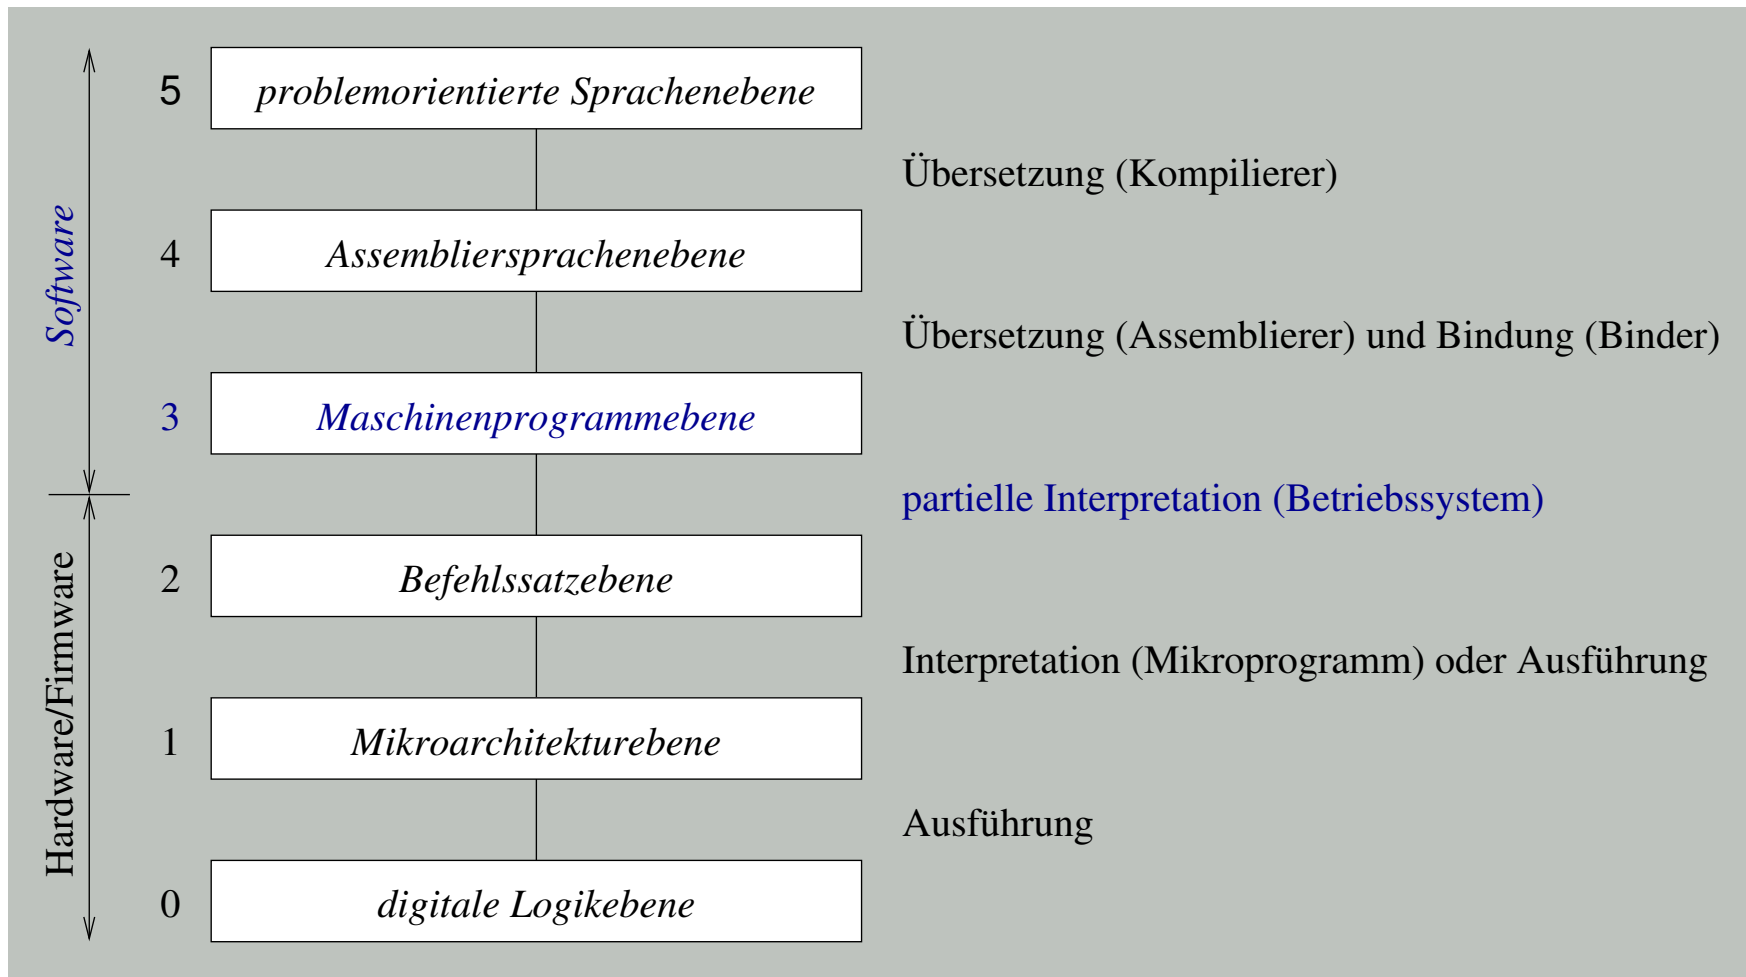 5 problemorientierte Sprachenebene
Übersetzung (Kompilierer)
4 Assembliersprachenebene
Übersetzung (Assemblierer) und Bindung (Binder)
3 Maschinenprogrammebene
partielle Interpretation (Betriebssystem)
2 Befehlssatzebene
Interpretation (Mikroprogramm) oder Ausführung
1 Mikroarchitekturebene
Ausführung
0 digitale Logikebene
Software
Hardware/Firmware